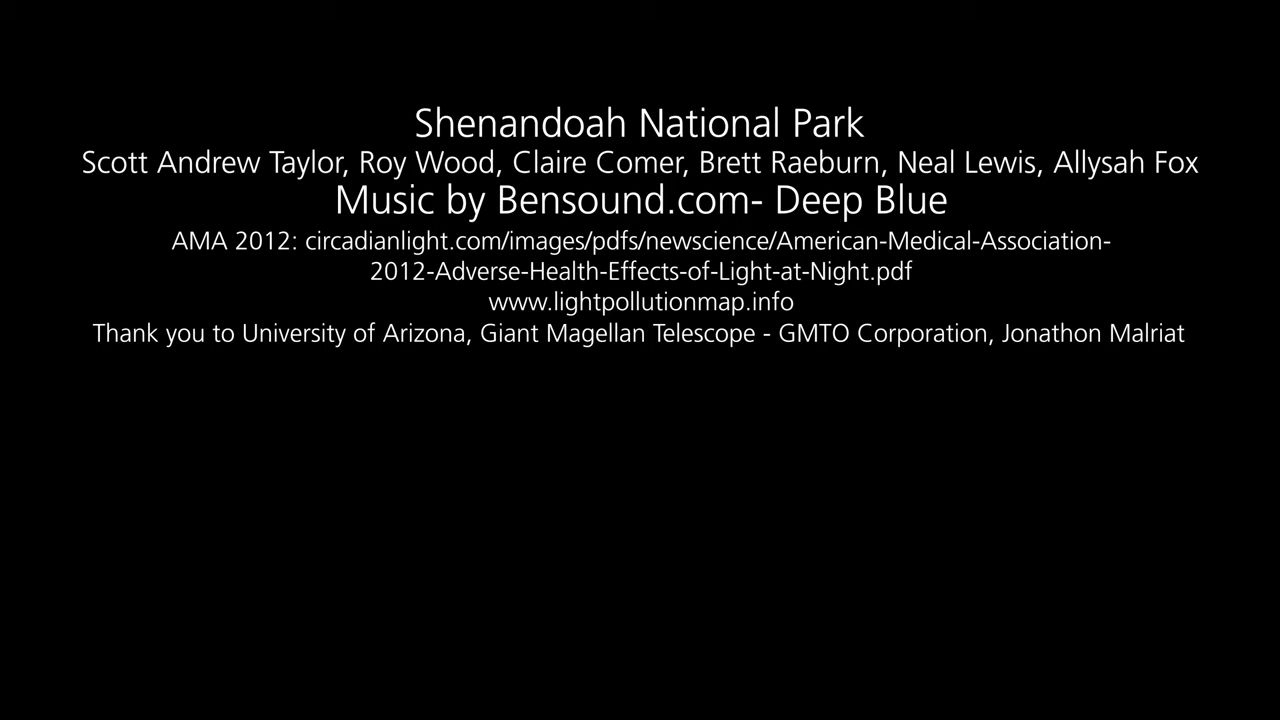 Shenandoah National Park
Scott Andrew Taylor, Roy Wood, Claire Comer, Brett Raeburn, Neal Lewis, Allysah Fox
Music by Bensound.com- Deep Blue
AMA 2012: circadianlight.com/images/pdfs/newscience/American-Medical-Association-
2012-Adverse-Health-Effects-of-Light-at-Night.pdf
www.lightpollutionmap.info
Thank you to University of Arizona, Giant Magellan Telescope - GMTO Corporation, Jonathon Malriat